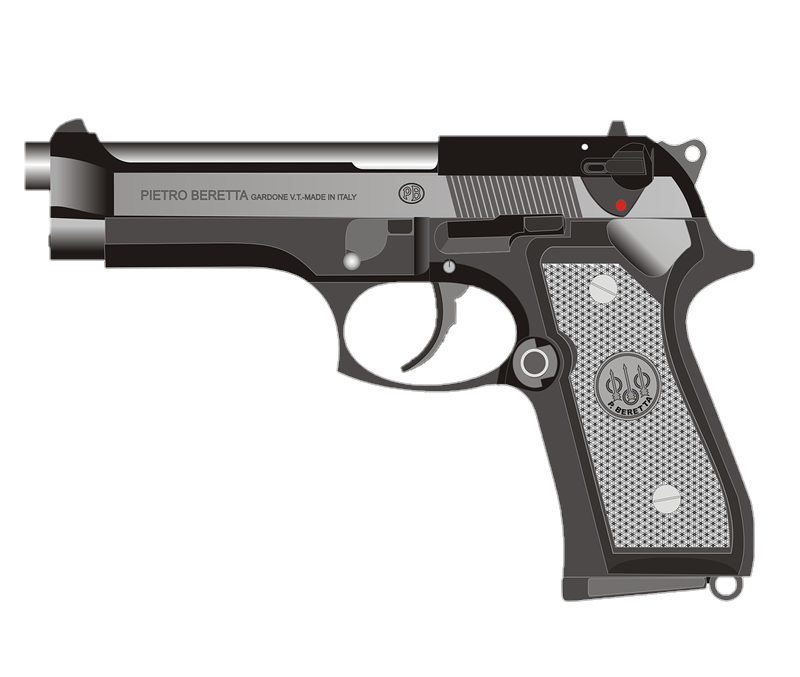 PIETRO BERETTA GARDONE V.T.-MADE IN ITALY
PB
P. BERETTA